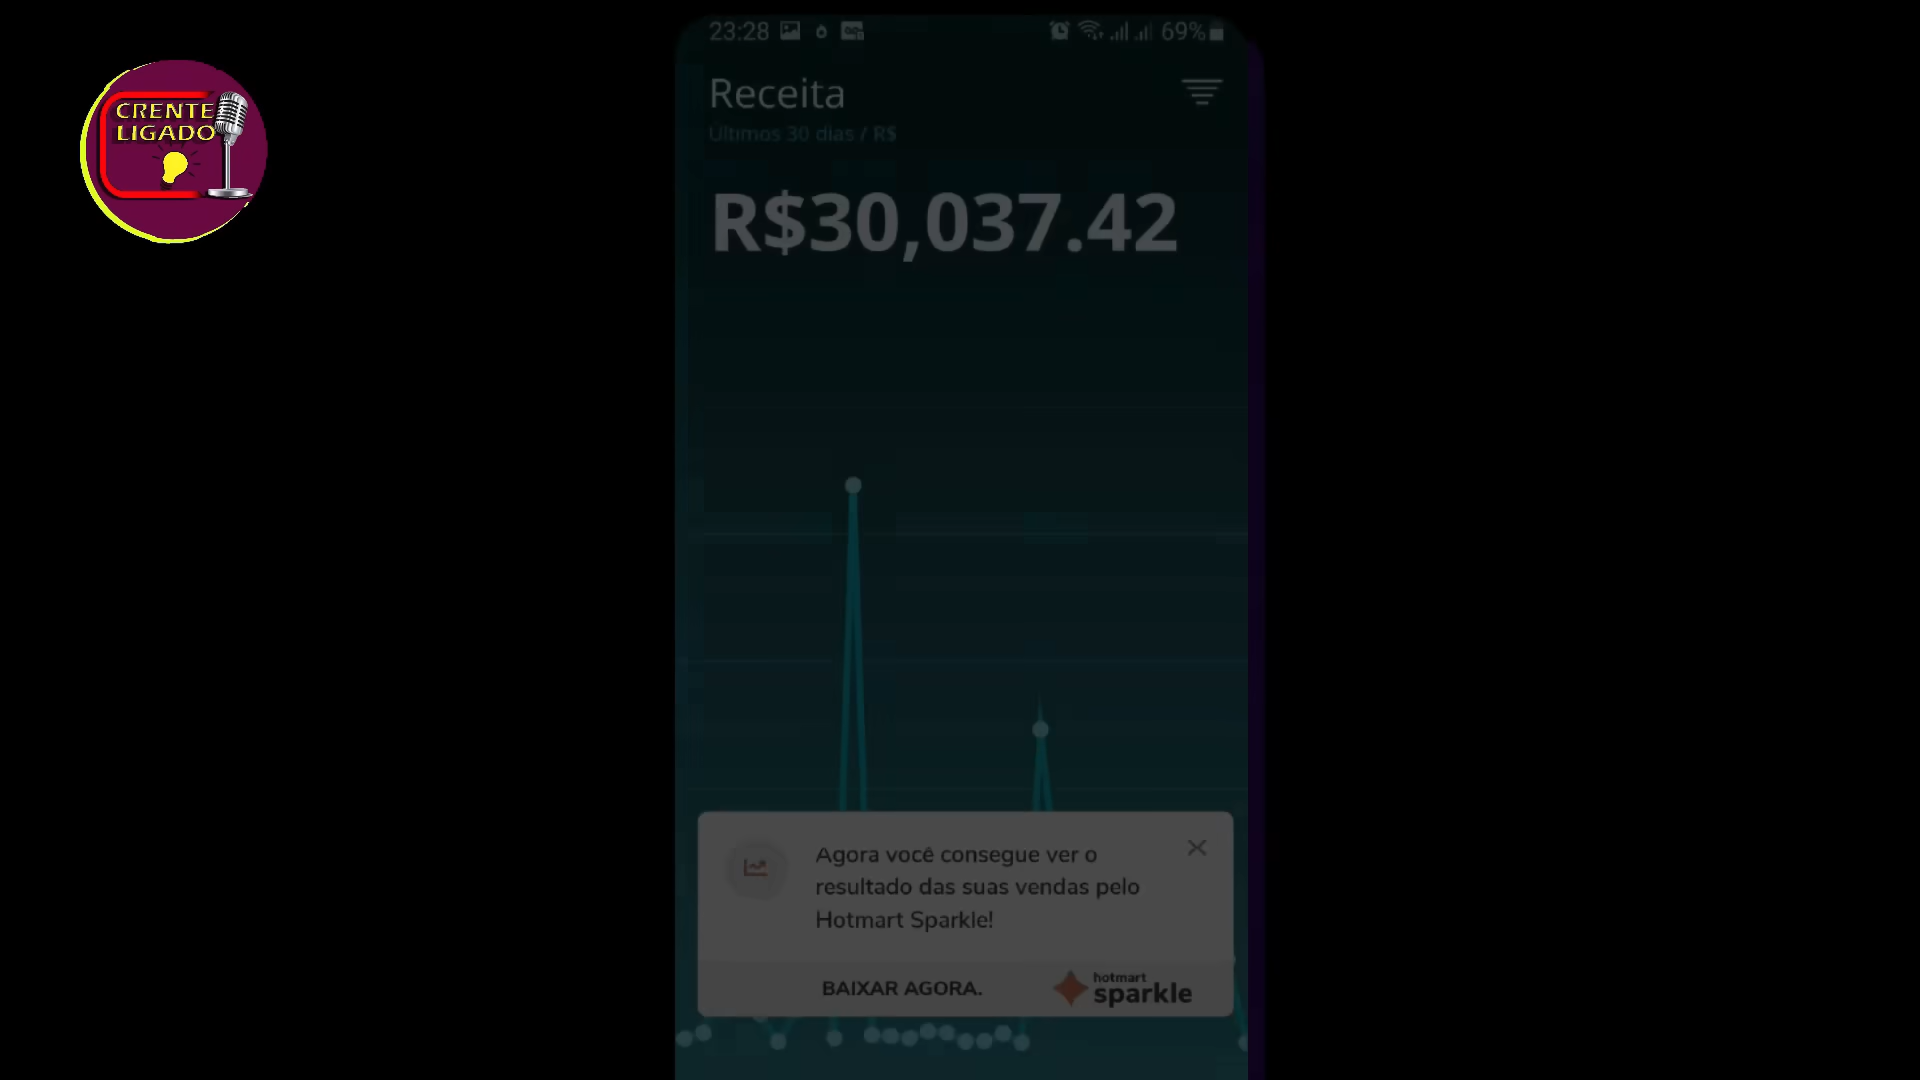 CRENTE
LIGADO
23:28
69%
Receita
Últimos 30 dias / R$
R$30,037.42
Agora você consegue ver o
resultado das suas vendas pelo
Hotmart Sparkle!
BAIXAR AGORA.
hotmart
sparkle